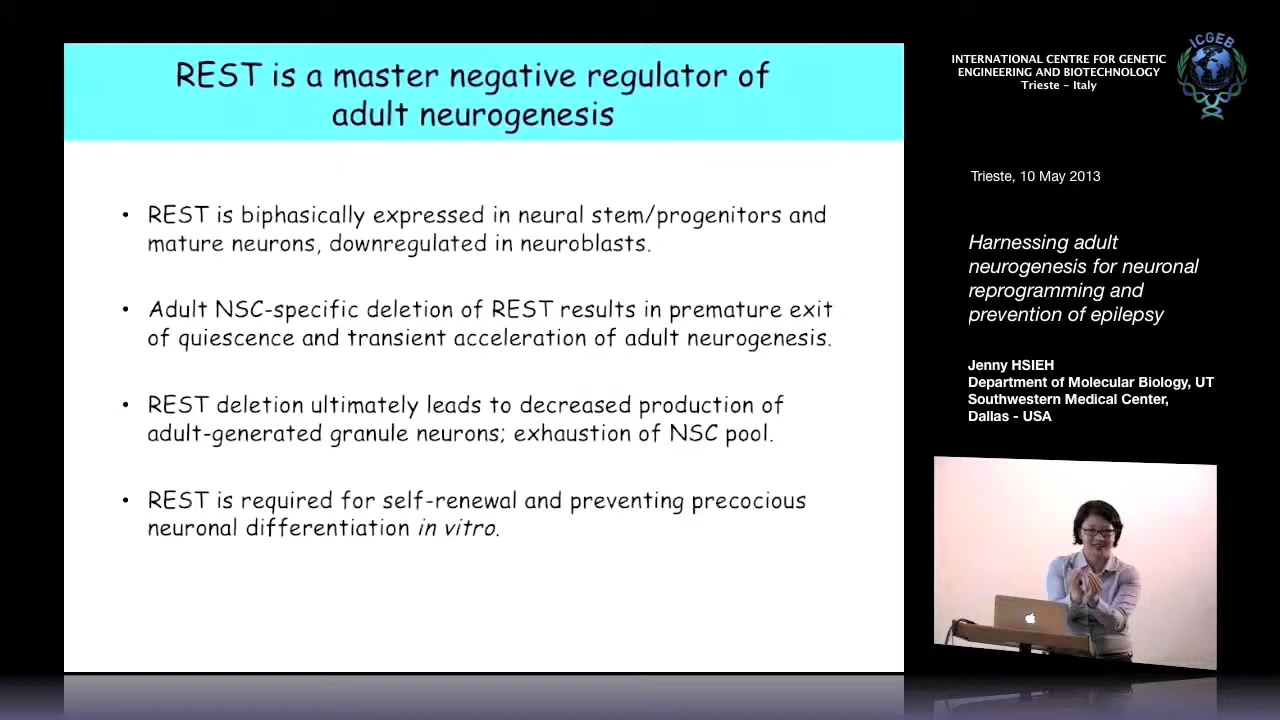 REST is a master negative regulator of
adult neurogenesis
• REST is biphasically expressed in neural stem/progenitors and
mature neurons, downregulated in neuroblasts.
• Adult NSC-specific deletion of REST results in premature exit
of quiescence and transient acceleration of adult neurogenesis.
• REST deletion ultimately leads to decreased production of
adult-generated granule neurons; exhaustion of NSC pool.
• REST is required for self-renewal and preventing precocious
neuronal differentiation in vitro.
INTERNATIONAL CENTRE FOR GENETIC
ENGINEERING AND BIOTECHNOLOGY
Trieste - Italy
ICGEB
Trieste, 10 May 2013
Harnessing adult
neurogenesis for neuronal
reprogramming and
prevention of epilepsy
Jenny HSIEH
Department of Molecular Biology, UT
Southwestern Medical Center,
Dallas - USA